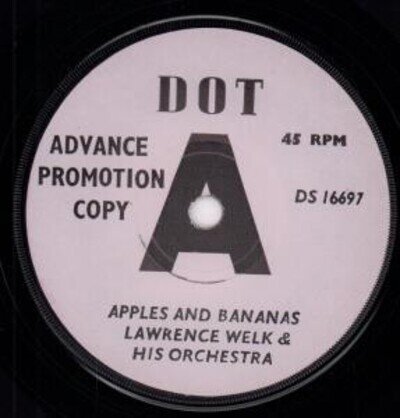 DOT
ADVANCE
PROMOTION
COPY
A
45 RPM
DS 16697
APPLES AND BANANAS
LAWRENCE WELK &
HIS ORCHESTRA